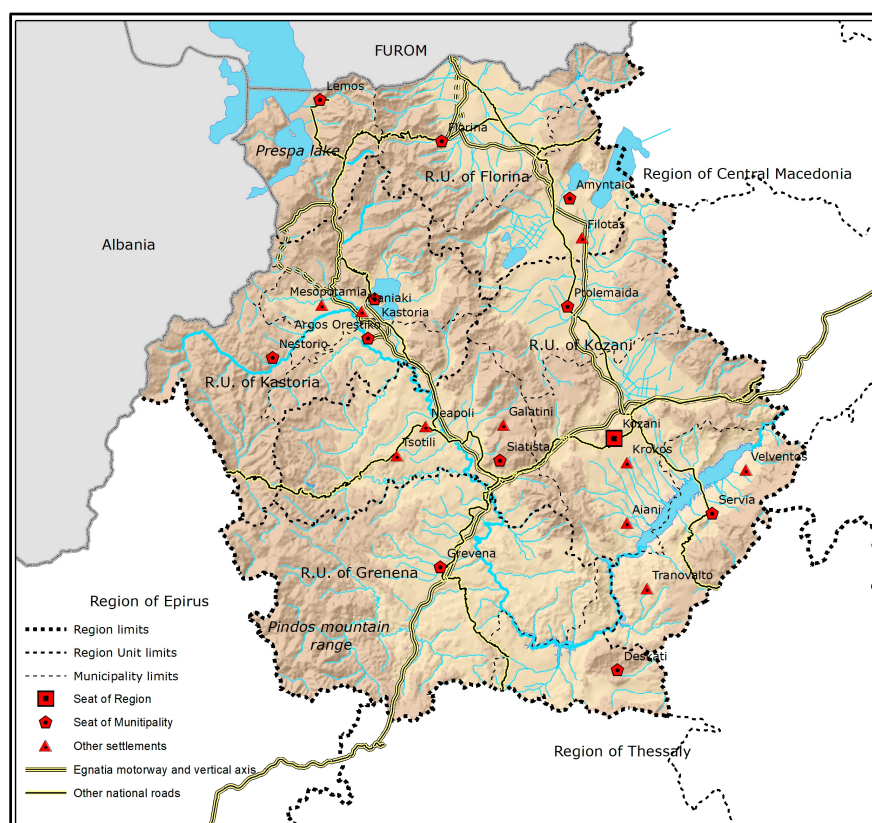 FUROM
Lemos
Florina
Prespa lake
R.U. of Florina
Region of Central Macedonia
Amyntaio
Filotas
Albania
Mesopotamia
Maniaki
Ptolemaida
Kastoria
Argos Orestiko
Nestorio
R.U. of Kozani
R.U. of Kastoria
Neapoli
Galatini
Kozani
Tsotili
Siatista
Krokos
Velventos
Aiani
Servia
Grevena
R.U. of Grenena
Tranovalto
Region of Epirus
Pindos mountain
range
Deskati
Region of Thessaly
Region limits
Region Unit limits
Municipality limits
Seat of Region
Seat of Munitipality
Other settlements
Egnatia motorway and vertical axis
Other national roads